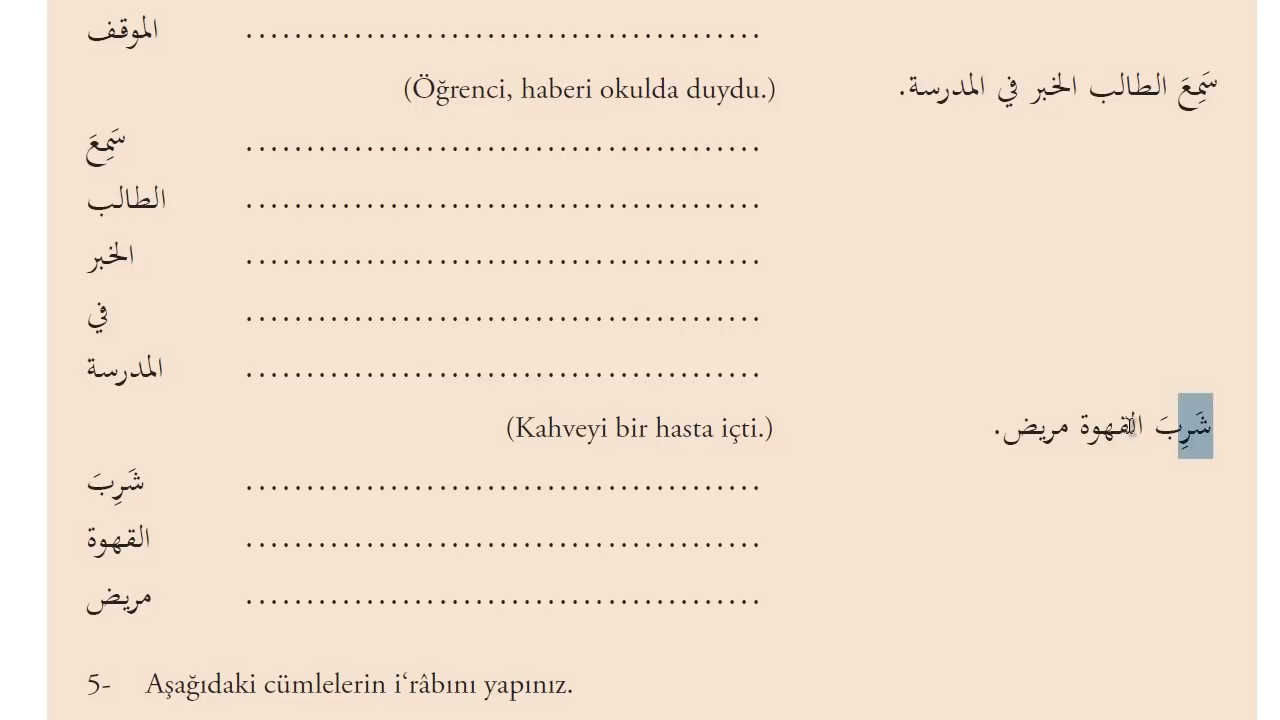 الموقف ...........................................
سَمِعَ الطالب الخبر في المدرسة. (Öğrenci, haberi okulda duydu.)
سَمِعَ ...........................................
الطالب ...........................................
الخبر ...........................................
في ...........................................
المدرسة ...........................................
شَرِبَ القهوة مريض. (Kahveyi bir hasta içti.)
شَرِبَ ...........................................
القهوة ...........................................
مريض ...........................................
5- Aşağıdaki cümlelerin i‘râbını yapınız.